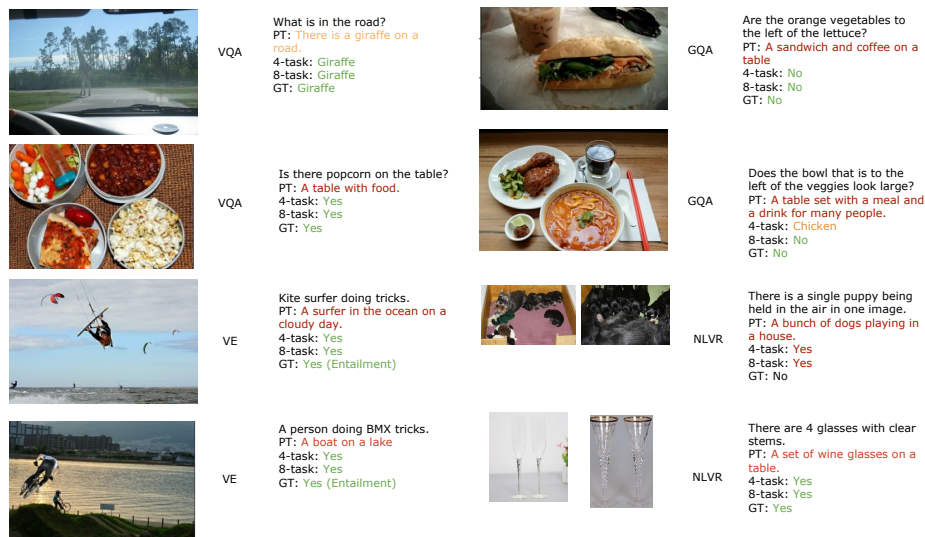 VQA
What is in the road?
PT: There is a giraffe on a
road.
4-task: Giraffe
8-task: Giraffe
GT: Giraffe
VQA
Is there popcorn on the table?
PT: A table with food.
4-task: Yes
8-task: Yes
GT: Yes
VE
Kite surfer doing tricks.
PT: A surfer in the ocean on a
cloudy day.
4-task: Yes
8-task: Yes
GT: Yes (Entailment)
VE
A person doing BMX tricks.
PT: A boat on a lake
4-task: Yes
8-task: Yes
GT: Yes (Entailment)
GQA
Are the orange vegetables to
the left of the lettuce?
PT: A sandwich and coffee on a
table
4-task: No
8-task: No
GT: No
GQA
Does the bowl that is to the
left of the veggies look large?
PT: A table set with a meal and
a drink for many people.
4-task: Chicken
8-task: No
GT: No
NLVR
There is a single puppy being
held in the air in one image.
PT: A bunch of dogs playing in
a house.
4-task: Yes
8-task: Yes
GT: No
NLVR
There are 4 glasses with clear
stems.
PT: A set of wine glasses on a
table.
4-task: Yes
8-task: Yes
GT: Yes